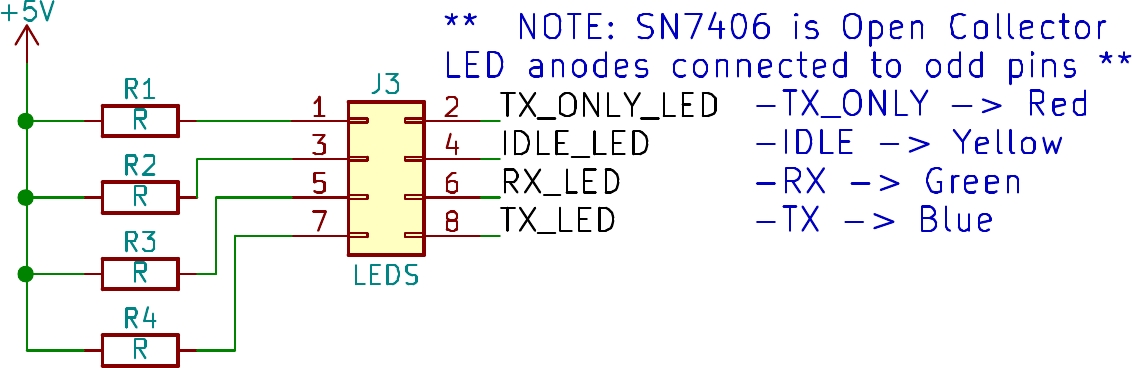 +5V
** NOTE: SN7406 is Open Collector
LED anodes connected to odd pins **
R1
R
R2
R
R3
R
R4
R
J3
1 2 TX_ONLY_LED -TX_ONLY -> Red
3 4 IDLE_LED -IDLE -> Yellow
5 6 RX_LED -RX -> Green
7 8 TX_LED -TX -> Blue
LEDS